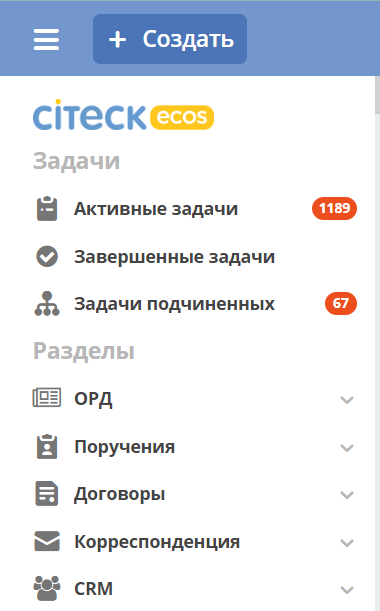 + Создать
citeck ecos
Задачи
Активные задачи 1189
Завершенные задачи
Задачи подчиненных 67
Разделы
ОРД
Поручения
Договоры
Корреспонденция
CRM